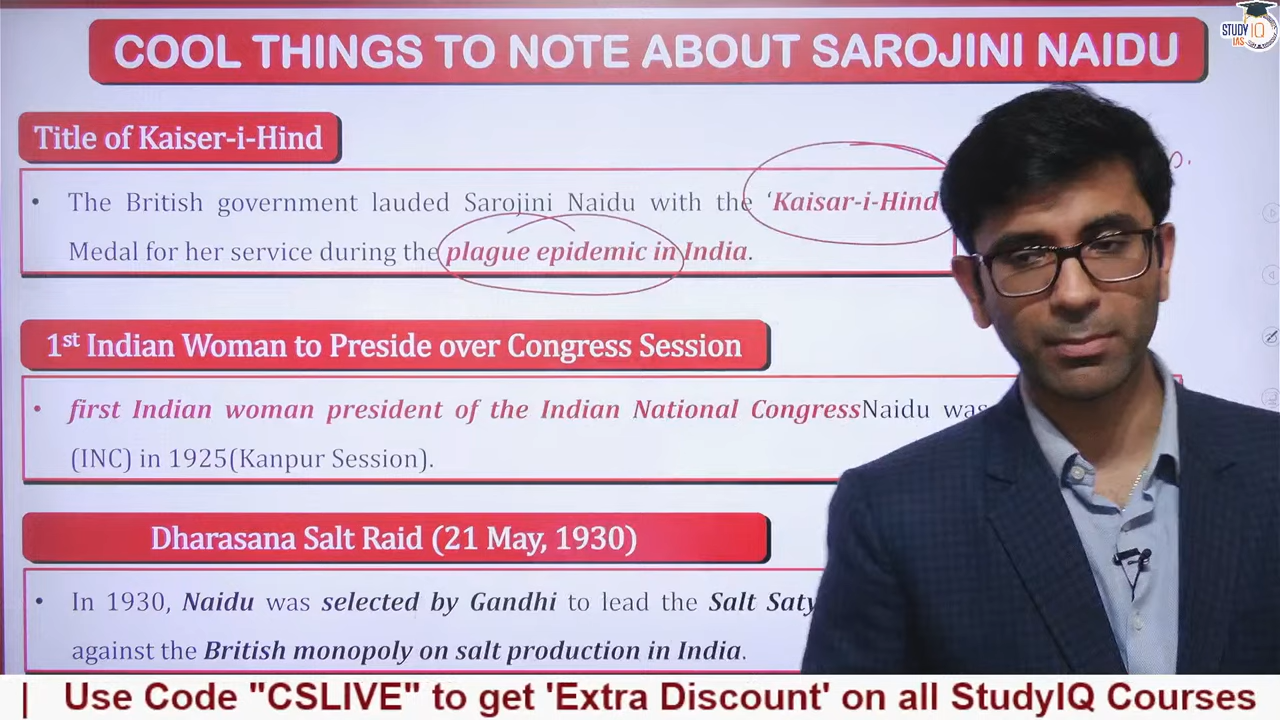 COOL THINGS TO NOTE ABOUT SAROJINI NAIDU
STUDY IQ
IAS
Title of Kaiser-i-Hind
• The British government lauded Sarojini Naidu with the ‘Kaisar-i-Hind
Medal for her service during the plague epidemic in India.
1st Indian Woman to Preside over Congress Session
• first Indian woman president of the Indian National CongressNaidu was
(INC) in 1925(Kanpur Session).
Dharasana Salt Raid (21 May, 1930)
• In 1930, Naidu was selected by Gandhi to lead the Salt Saty
against the British monopoly on salt production in India.
| Use Code "CSLIVE" to get 'Extra Discount' on all StudyIQ Courses